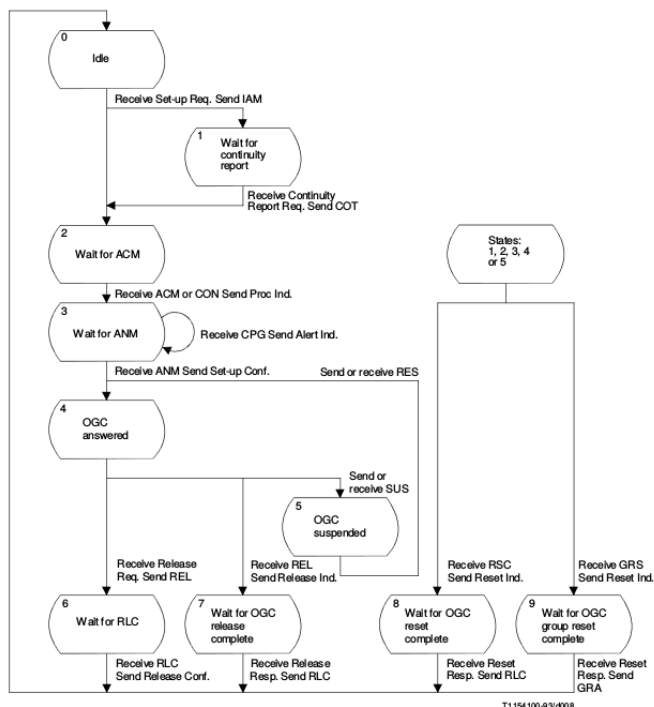 0
Idle
Receive Set-up Req. Send IAM
1
Wait for
continuity
report
Receive Continuity
Report Req. Send COT
2
Wait for ACM
States:
1, 2, 3, 4
or 5
Receive ACM or CON Send Proc Ind.
3
Wait for ANM
Receive CPG Send Alert Ind.
Receive ANM Send Set-up Conf.
Send or receive RES
4
OGC
answered
Send or
receive SUS
5
OGC
suspended
Receive Release
Req. Send REL
Receive REL
Send Release Ind.
Receive RSC
Send Reset Ind.
Receive GRS
Send Reset Ind.
6
Wait for RLC
7
Wait for OGC
release
complete
8
Wait for OGC
reset
complete
9
Wait for OGC
group reset
complete
Receive RLC
Send Release Conf.
Receive Release
Resp. Send RLC
Receive Reset
Resp. Send RLC
Receive Reset
Resp. Send
GRA
T1154100-93/d008